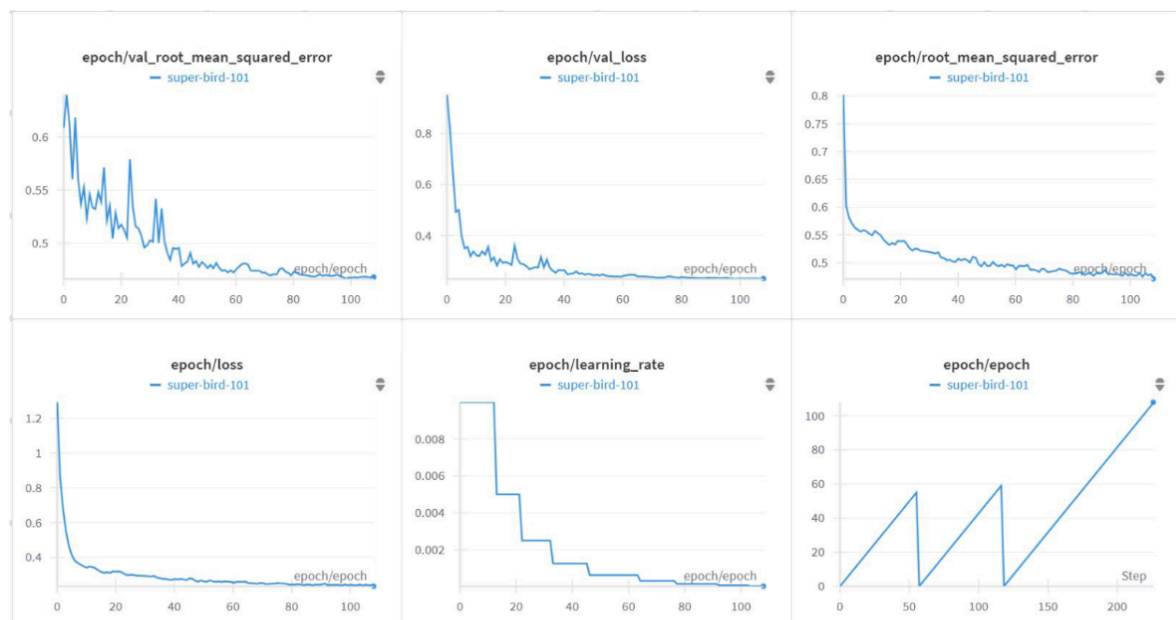 epoch/val_root_mean_squared_error
super-bird-101
0.6
0.55
0.5
epoch/epoch
0 20 40 60 80 100
epoch/val_loss
super-bird-101
0.8
0.6
0.4
epoch/epoch
0 20 40 60 80 100
epoch/root_mean_squared_error
super-bird-101
0.8
0.75
0.7
0.65
0.6
0.55
0.5
epoch/epoch
0 20 40 60 80 100
epoch/loss
super-bird-101
1.2
1
0.8
0.6
0.4
epoch/epoch
0 20 40 60 80 100
epoch/learning_rate
super-bird-101
0.008
0.006
0.004
0.002
epoch/epoch
0 20 40 60 80 100
epoch/epoch
super-bird-101
100
80
60
40
20
0
Step
0 50 100 150 200